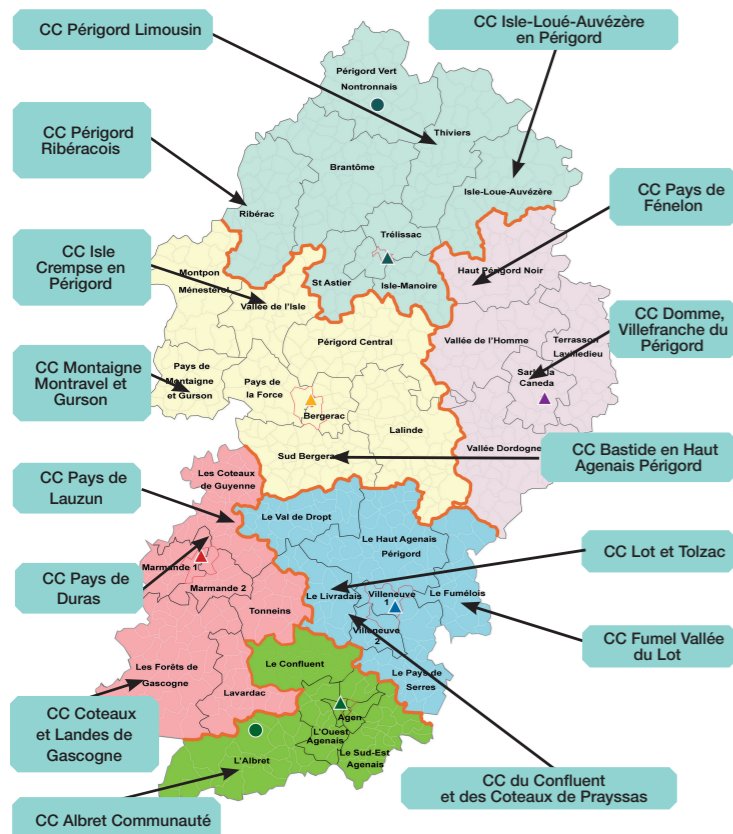 CC Périgord Limousin
CC Isle-Loué-Auvézère
en Périgord
Périgord Vert
Nontronnais
Thiviers
CC Périgord
Ribéracois
Brantôme
CC Pays de
Fénelon
Isle-Loue-Auvézère
Ribérac
Trélissac
CC Isle
Crempse en
Périgord
Montpon
Ménesterol
St Astier
Isle-Manoire
Haut Périgord Noir
Vallée de l'Isle
Périgord Central
Vallée de l'Homme
Terrasson
Lavilledieu
CC Domme,
Villefranche du
Périgord
CC Montaigne
Montravel et
Gurson
Pays de
Montaigne
et Gurson
Pays de
la Force
Sarlat la
Caneda
Bergerac
Lalinde
Sud Bergerac
Vallée Dordogne
CC Bastide en Haut
Agenais Périgord
Les Coteaux
de Guyenne
CC Pays de
Lauzun
Le Val de Dropt
Le Haut Agenais
Périgord
CC Lot et Tolzac
Marmande 1
CC Pays de
Duras
Marmande 2
Tonneins
Le Livradais
Villeneuve
1
Le Fumélois
Villeneuve
2
CC Fumel Vallée
du Lot
Le Confluent
Les Forêts de
Gascogne
Le Pays de
Serres
Lavardac
CC Coteaux
et Landes de
Gascogne
Agen
L'Ouest
Agenais
L'Albret
Le Sud-Est
Agenais
CC du Confluent
et des Coteaux de Prayssas
CC Albret Communauté